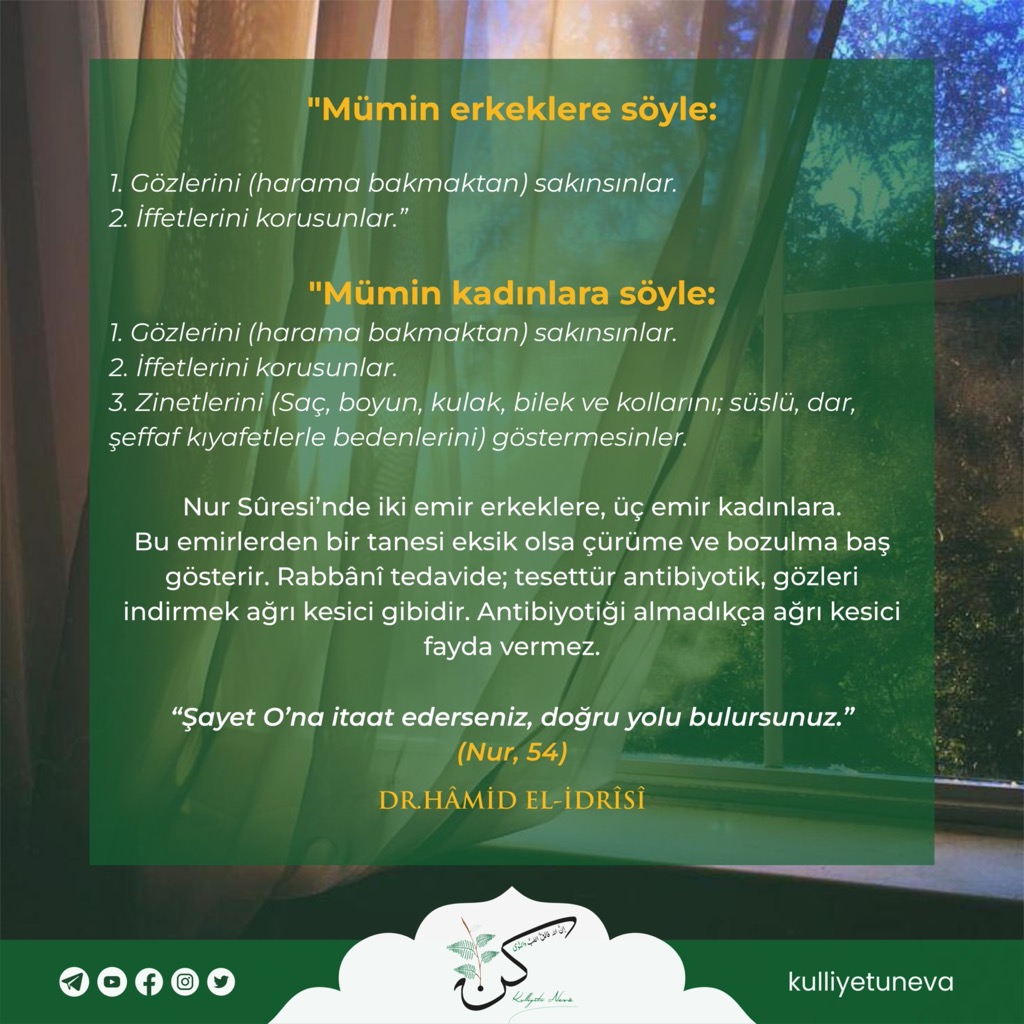 "Mümin erkeklere söyle:
1. Gözlerini (harama bakmaktan) sakınsınlar.
2. İffetlerini korusunlar.”
"Mümin kadınlara söyle:
1. Gözlerini (harama bakmaktan) sakınsınlar.
2. İffetlerini korusunlar.
3. Zinetlerini (Saç, boyun, kulak, bilek ve kollarını; süslü, dar,
şeffaf kıyafetlerle bedenlerini) göstermesinler.
Nur Sûresi’nde iki emir erkeklere, üç emir kadınlara.
Bu emirlerden bir tanesi eksik olsa çürüme ve bozulma baş
gösterir. Rabbânî tedavide; tesettür antibiyotik, gözleri
indirmek ağrı kesici gibidir. Antibiyotiği almadıkça ağrı kesici
fayda vermez.
“Şayet O’na itaat ederseniz, doğru yolu bulursunuz.”
(Nur, 54)
DR.HÂMİD EL-İDRÎSÎ
kulliyetuneva